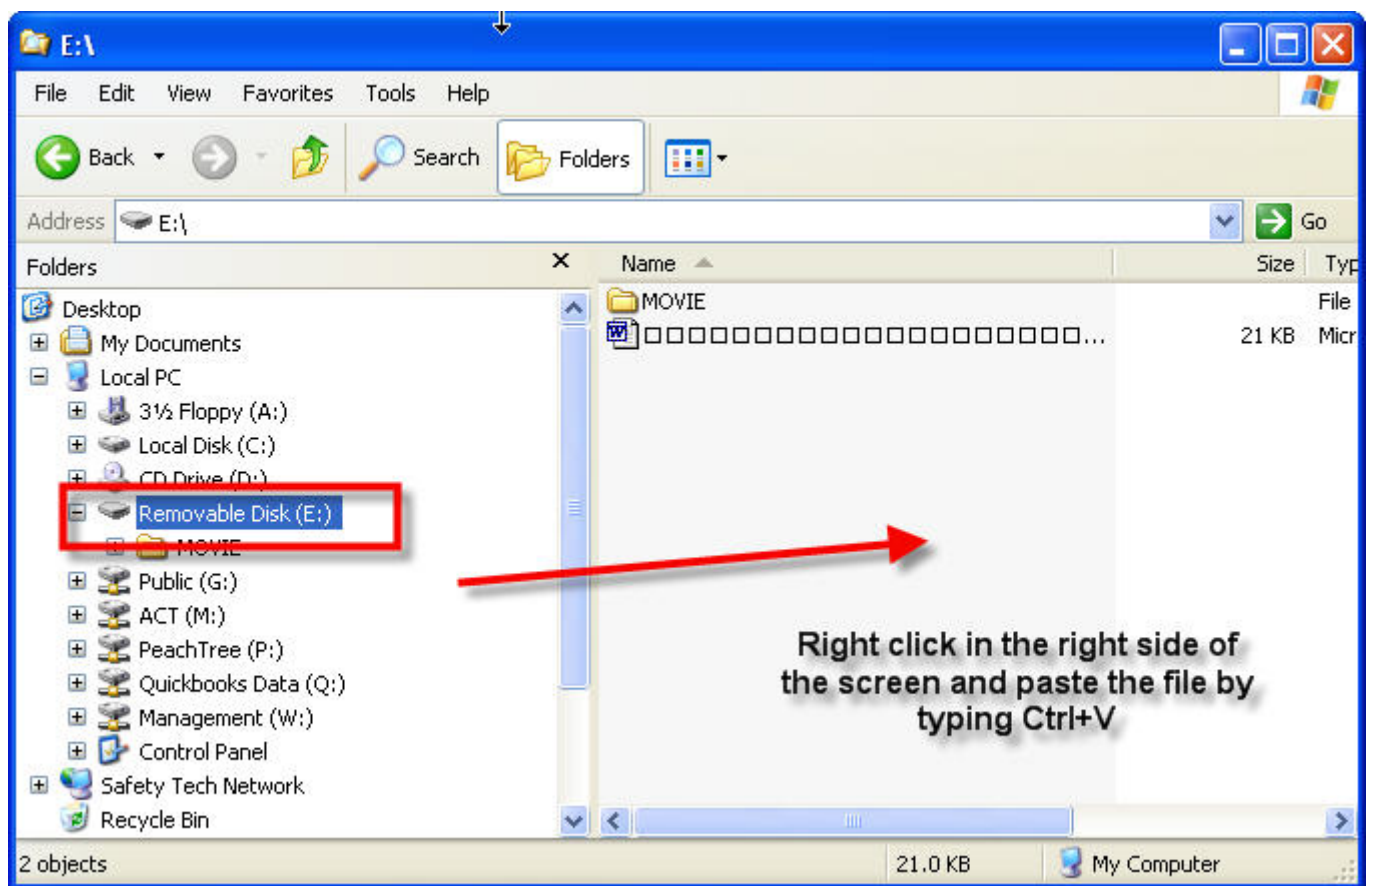 E:\
File Edit View Favorites Tools Help
Back Search Folders
Address E:\ Go
Folders
Name Size Typ
Desktop
My Documents
Local PC
3½ Floppy (A:)
Local Disk (C:)
CD Drive (D:)
Removable Disk (E:)
MOVIE
Public (G:)
ACT (M:)
PeachTree (P:)
Quickbooks Data (Q:)
Management (W:)
Control Panel
Safety Tech Network
Recycle Bin
MOVIE File
□□□□□□□□□□□□□□□□□□□□... 21 KB Micr
Right click in the right side of
the screen and paste the file by
typing Ctrl+V
2 objects 21.0 KB My Computer